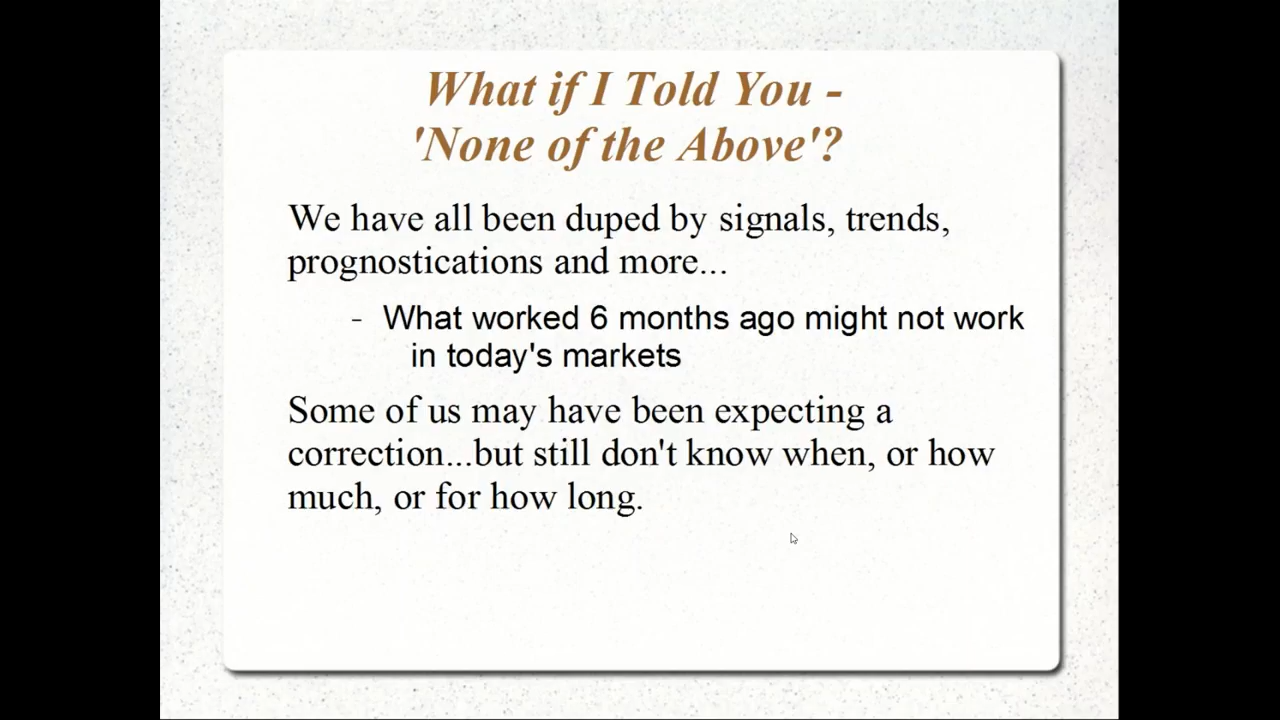 What if I Told You -
'None of the Above'?
We have all been duped by signals, trends,
prognostications and more...
- What worked 6 months ago might not work
in today's markets
Some of us may have been expecting a
correction...but still don't know when, or how
much, or for how long.